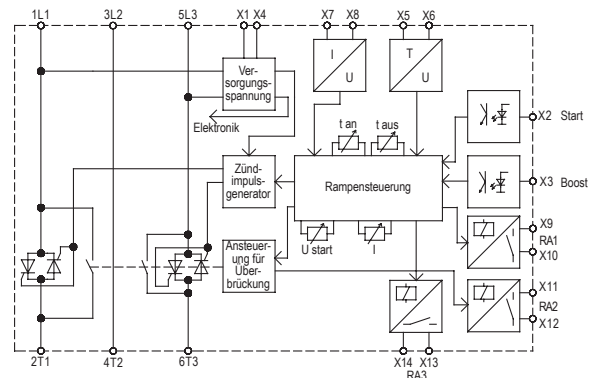 1L1 3L2 5L3 X1 X4 X7 X8 X5 X6
Ver-
sorgungs-
spannung
I
U
T
U
Elektronik
t an t aus
X2 Start
Zünd-
impuls-
generator
Rampensteuerung
X3 Boost
U start I
Ansteuer-
ung für
Über-
brückung
X9
RA1
X10
X11
RA2
X12
2T1 4T2 6T3 X14 X13
RA3